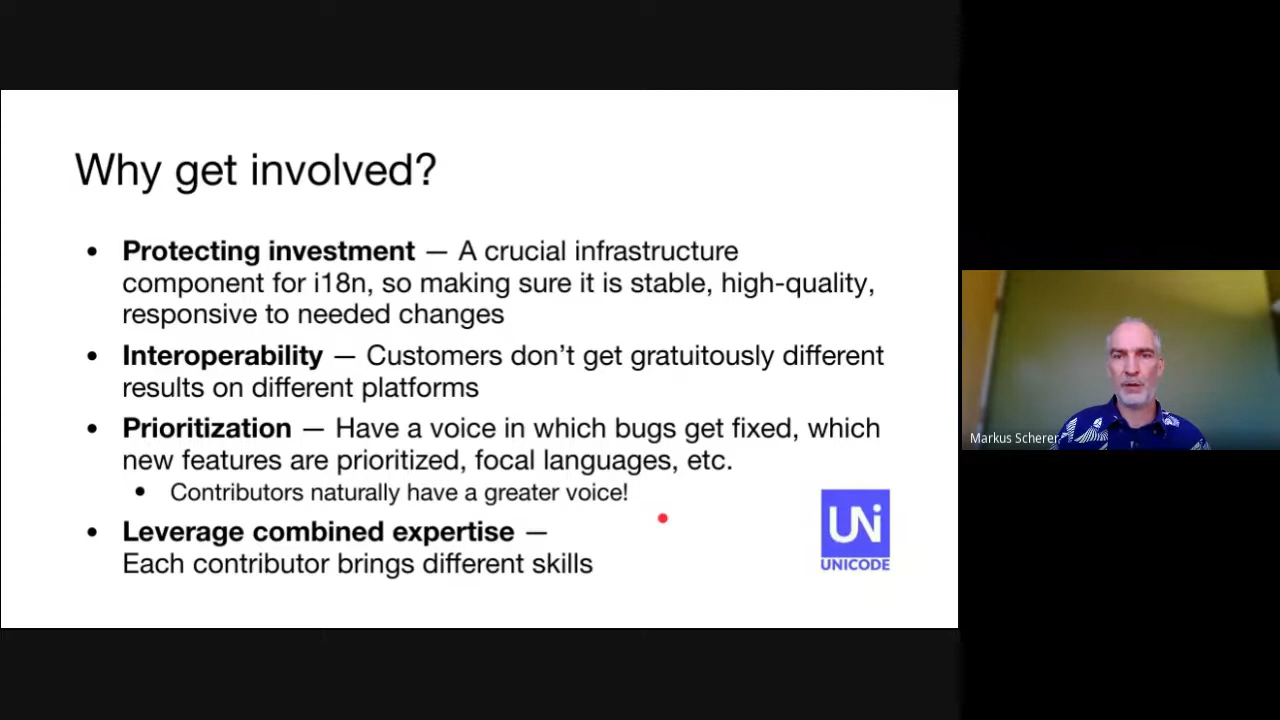 Why get involved?
• Protecting investment — A crucial infrastructure
component for i18n, so making sure it is stable, high-quality,
responsive to needed changes
• Interoperability — Customers don’t get gratuitously different
results on different platforms
• Prioritization — Have a voice in which bugs get fixed, which
new features are prioritized, focal languages, etc.
• Contributors naturally have a greater voice!
• Leverage combined expertise —
Each contributor brings different skills
UNi
UNICODE
Markus Scherer